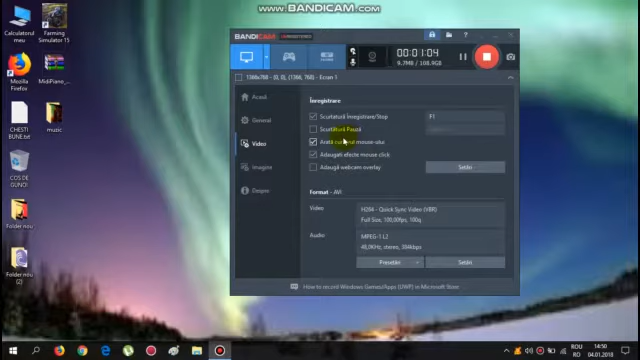 www.BANDICAM.com
BANDICAM UNREGISTERED
00:01:04
9.7MB / 108.9GB
1366x768 - (0, 0), (1366, 768) - Ecran 1
Acasă
General
Video
Imagine
Despre
Înregistrare
Scurtatură Înregistrare/Stop
F1
Scurtătură Pauză
Arată cursorul mouse-ului
Adaugati efecte mouse click
Adaugă webcam overlay
Setări
Format - AVI
Video
H264 - Quick Sync Video (VBR)
Full Size, 100.00fps, 100q
Audio
MPEG-1 L2
48,0KHz, stereo, 384kbps
Presetări
Setări
How to record Windows Games/Apps (UWP) in Microsoft Store
Calculatorul meu
Farming Simulator 15
Mozilla Firefox
MidiPiano_...
CHESTI BUNE.txt
music
COS DE GUNOI
Folder nou
Folder nou (2)
ROU
RO
14:50
04.01.2018